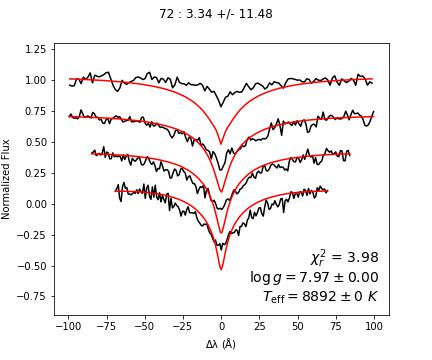 72 : 3.34 +/- 11.48
Normalized Flux
1.25
1.00
0.75
0.50
0.25
0.00
−0.25
−0.50
−0.75
χ²ᵣ = 3.98
log g = 7.97 ± 0.00
T_eff = 8892 ± 0 K
−100 −75 −50 −25 0 25 50 75 100
Δλ (Å)